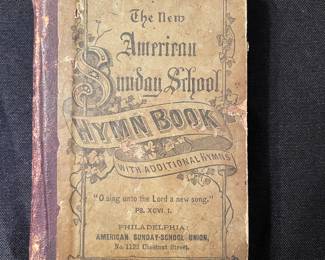 The New
American
Sunday School
HYMN BOOK
WITH ADDITIONAL HYMNS
"O sing unto the Lord a new song."
PS. XCVI. 1.
PHILADELPHIA:
AMERICAN SUNDAY-SCHOOL UNION,
No. 1122 Chestnut Street.